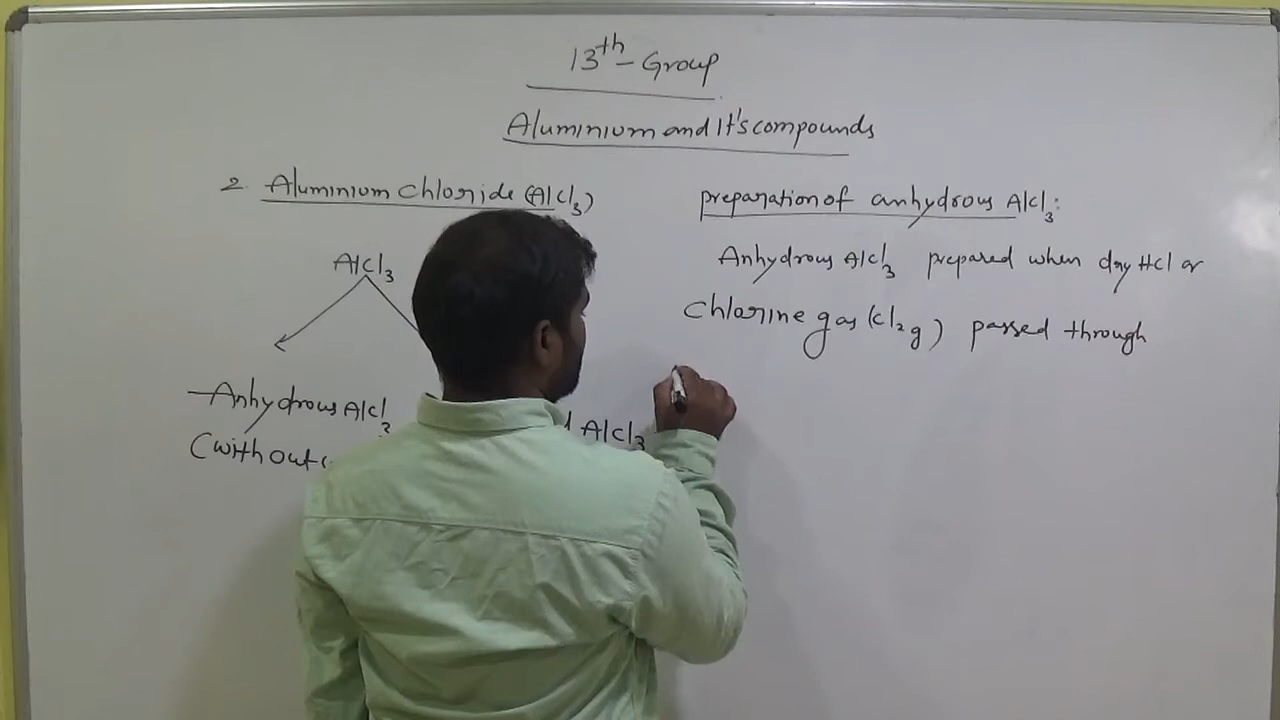 13th - Group
Aluminium and It's compounds
2. Aluminium chloride (AlCl3)
AlCl3
Anhydrous AlCl3
AlCl3
(without
preparation of anhydrous AlCl3:
Anhydrous AlCl3 prepared when dry HCl or
Chlorine gas (Cl2 g) passed through